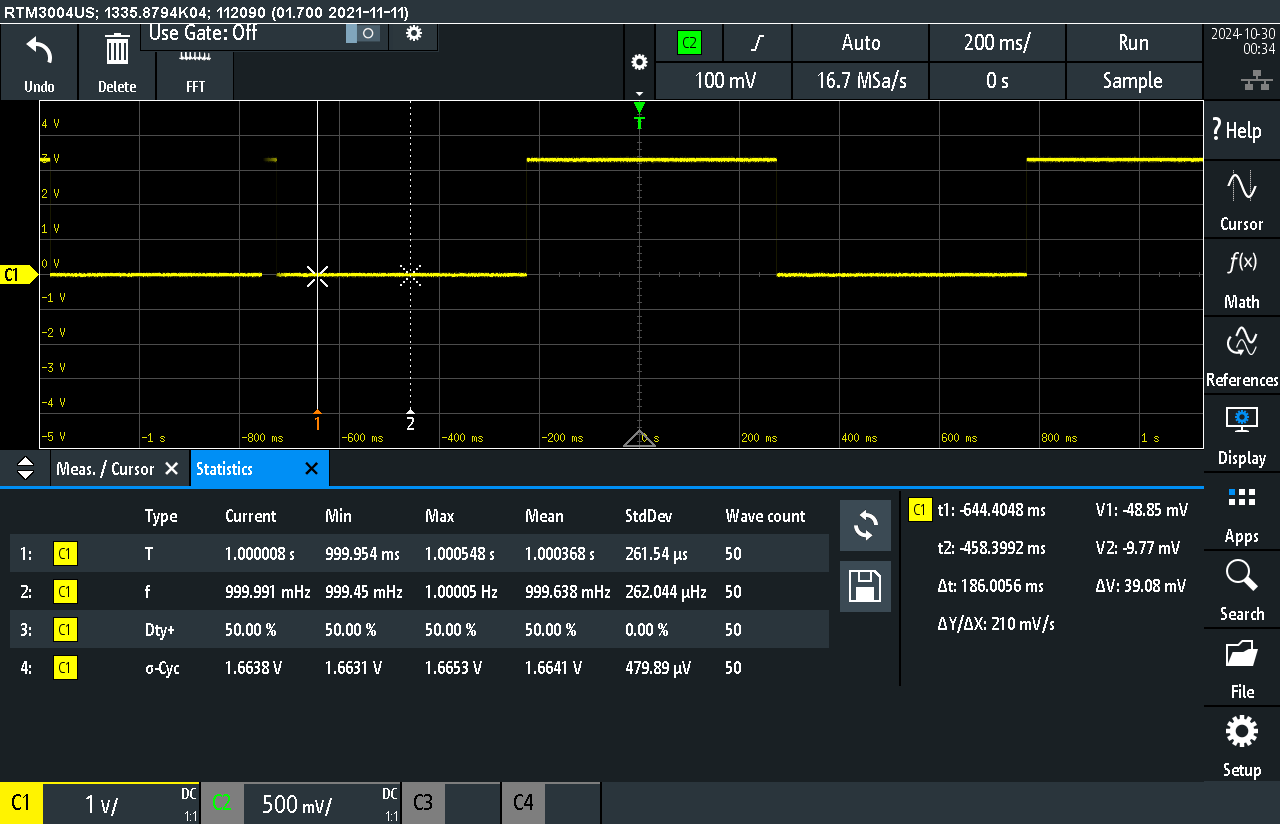 RTM3004US; 1335.8794K04; 112090 (01.700 2021-11-11)
Undo
Delete
FFT
Use Gate: Off
C2
Auto
200 ms/
Run
100 mV
16.7 MSa/s
0 s
Sample
2024-10-30
00:34
T
4 V
3 V
2 V
1 V
0 V
-1 V
-2 V
-3 V
-4 V
-5 V
C1
1
2
-1 s
-800 ms
-600 ms
-400 ms
-200 ms
0 s
200 ms
400 ms
600 ms
800 ms
1 s
? Help
Cursor
f(x)
Math
References
Display
Apps
Search
File
Setup
Meas. / Cursor
Statistics
Type Current Min Max Mean StdDev Wave count
1: C1 T 1.000008 s 999.954 ms 1.000548 s 1.000368 s 261.54 µs 50
2: C1 f 999.991 mHz 999.45 mHz 1.00005 Hz 999.638 mHz 262.044 µHz 50
3: C1 Dty+ 50.00 % 50.00 % 50.00 % 50.00 % 0.00 % 50
4: C1 σ-Cyc 1.6638 V 1.6631 V 1.6653 V 1.6641 V 479.89 µV 50
C1 t1: -644.4048 ms V1: -48.85 mV
t2: -458.3992 ms V2: -9.77 mV
Δt: 186.0056 ms ΔV: 39.08 mV
ΔY/ΔX: 210 mV/s
C1 1 V/ DC 1:1
C2 500 mV/ DC 1:1
C3
C4